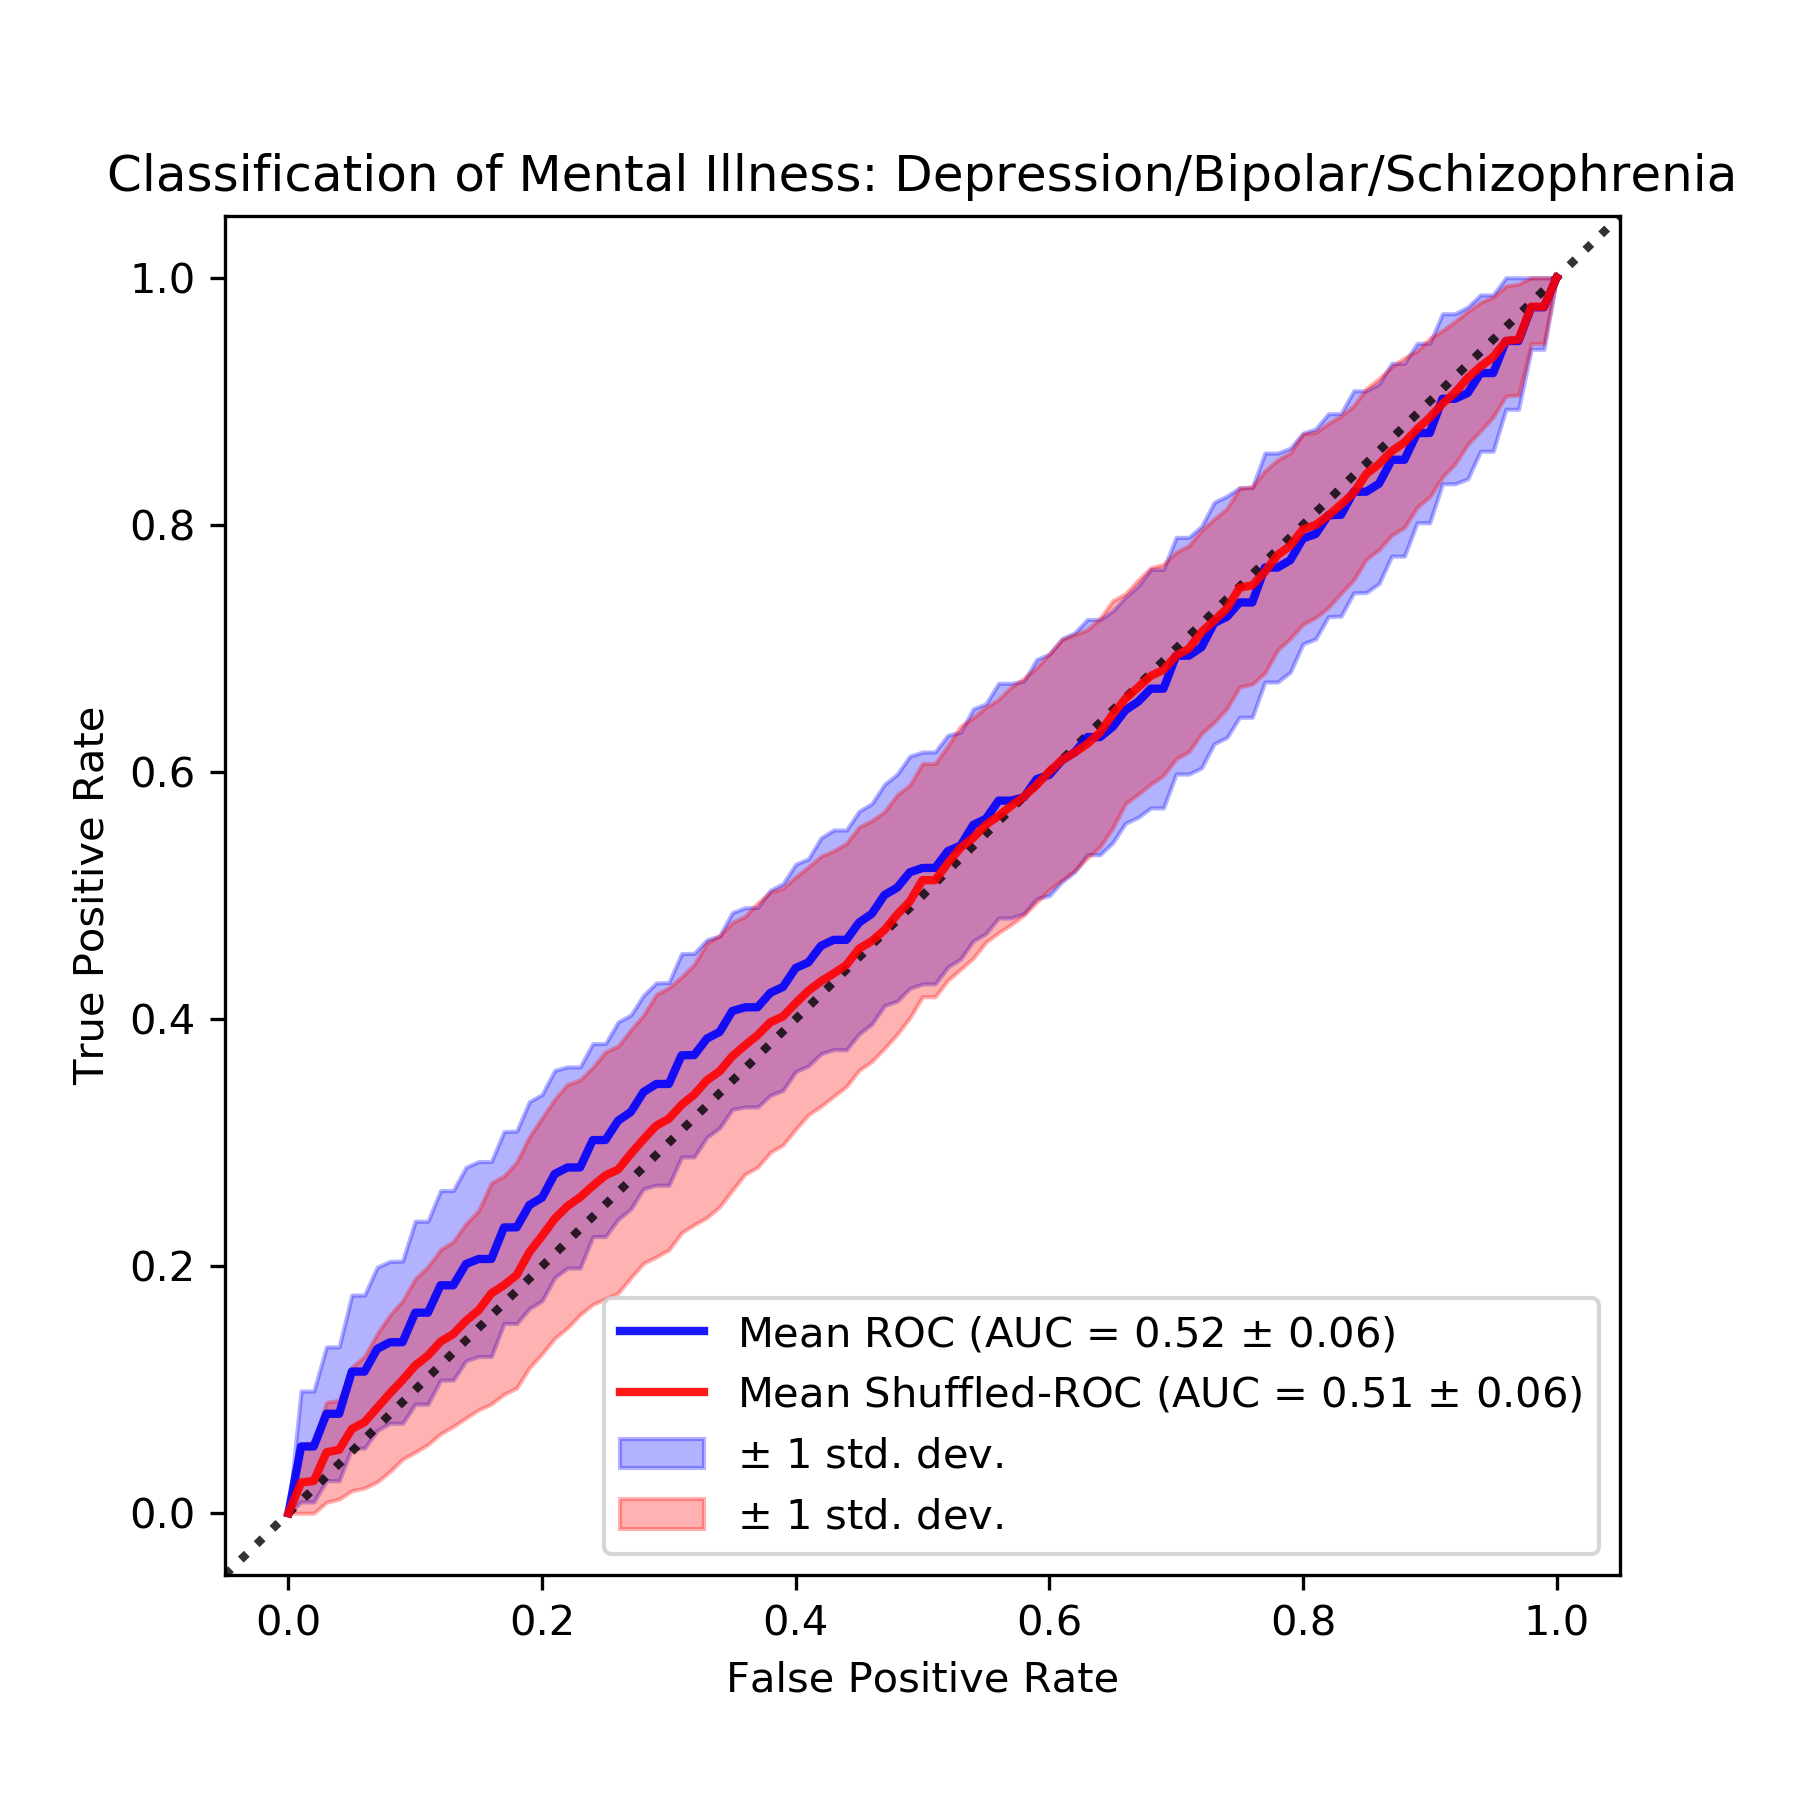 Classification of Mental Illness: Depression/Bipolar/Schizophrenia
True Positive Rate
1.0
0.8
0.6
0.4
0.2
0.0
Mean ROC (AUC = 0.52 ± 0.06)
Mean Shuffled-ROC (AUC = 0.51 ± 0.06)
± 1 std. dev.
± 1 std. dev.
0.0 0.2 0.4 0.6 0.8 1.0
False Positive Rate